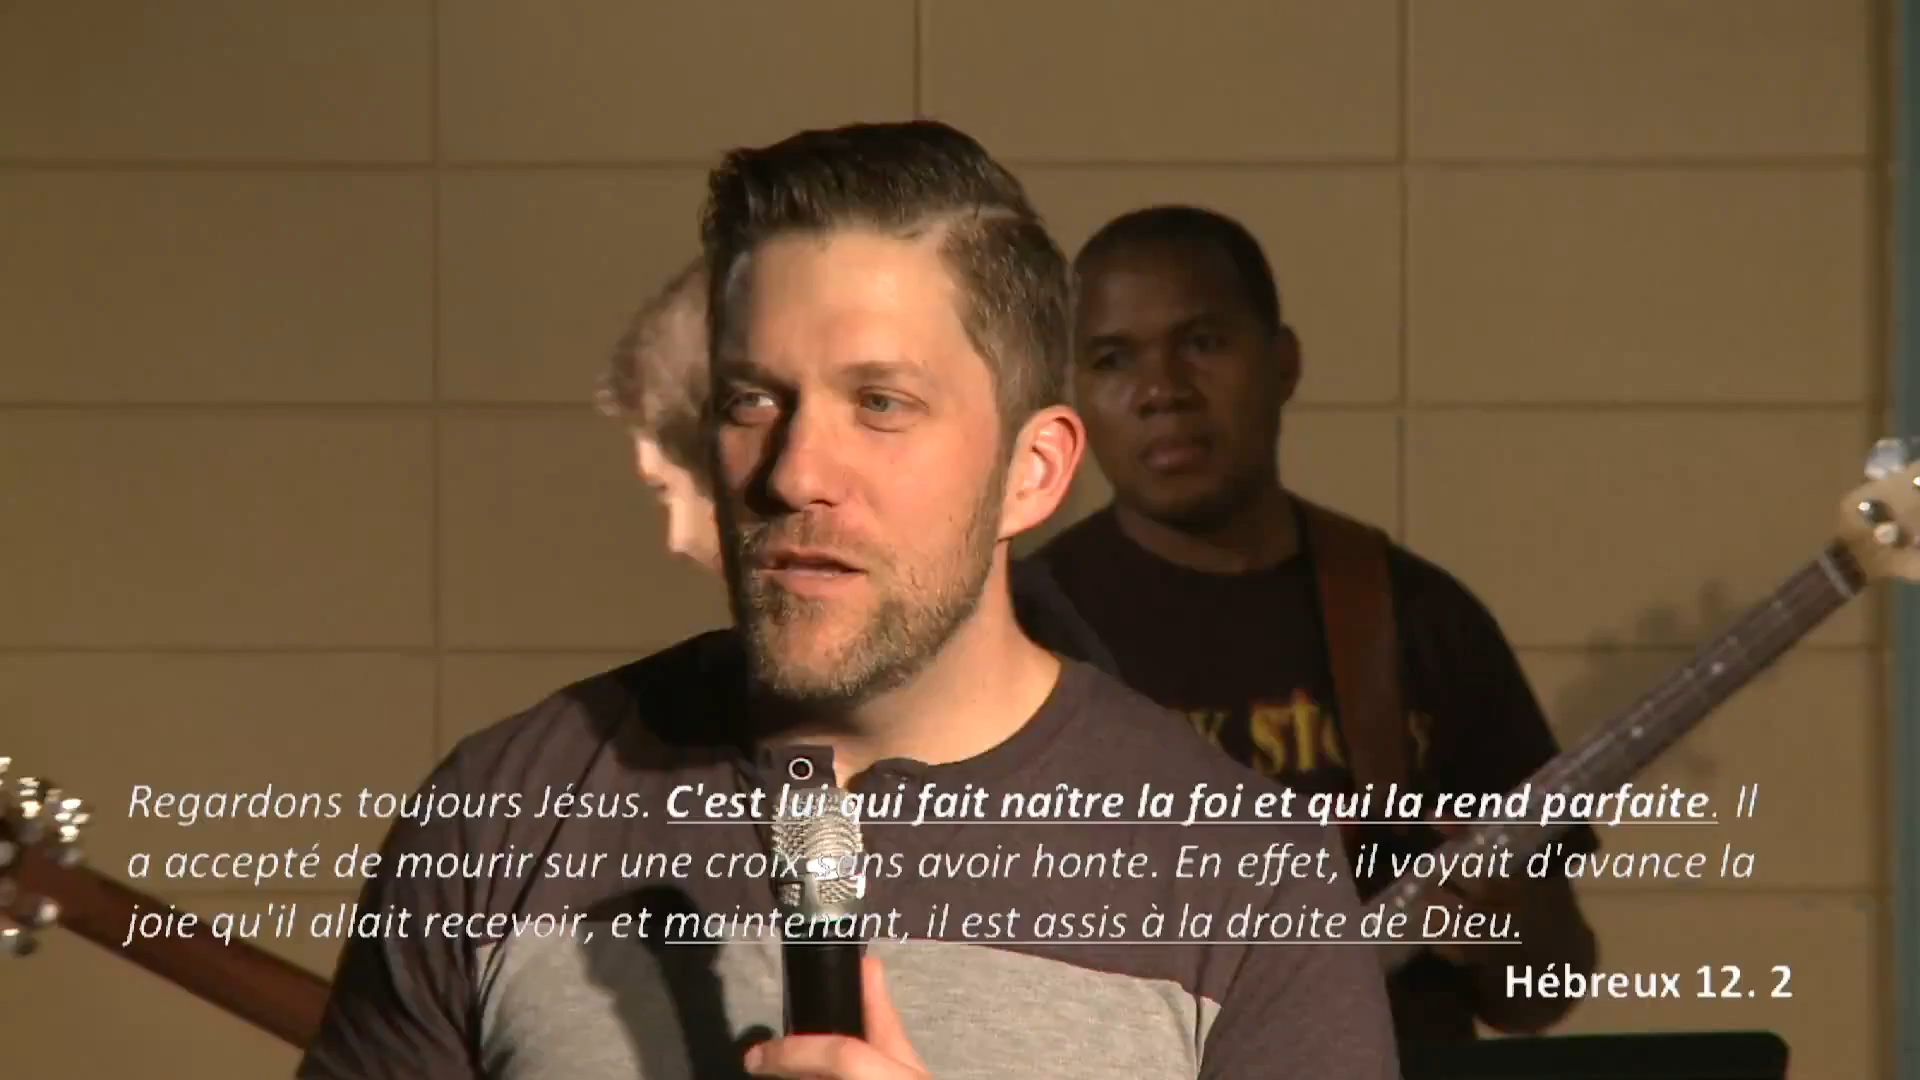 K STORY
Regardons toujours Jésus. C'est lui qui fait naître la foi et qui la rend parfaite. Il
a accepté de mourir sur une croix sans avoir honte. En effet, il voyait d'avance la
joie qu'il allait recevoir, et maintenant, il est assis à la droite de Dieu.
Hébreux 12. 2